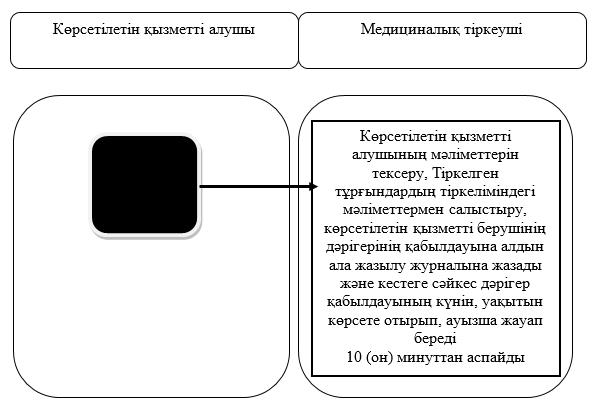 Көрсетілетін қызметті алушы
Медициналық тіркеуші
Көрсетілетін қызметті
алушының мәліметтерін
тексеру, Тіркелген
тұрғындардың тіркеліміндегі
мәліметтермен салыстыру,
көрсетілетін қызметті берушінің
дәрігерінің қабылдауына алдын
ала жазылу журналына жазады
және кестеге сәйкес дәрігер
қабылдауының күнін, уақытын
көрсете отырып, ауызша жауап
береді
10 (он) минуттан аспайды